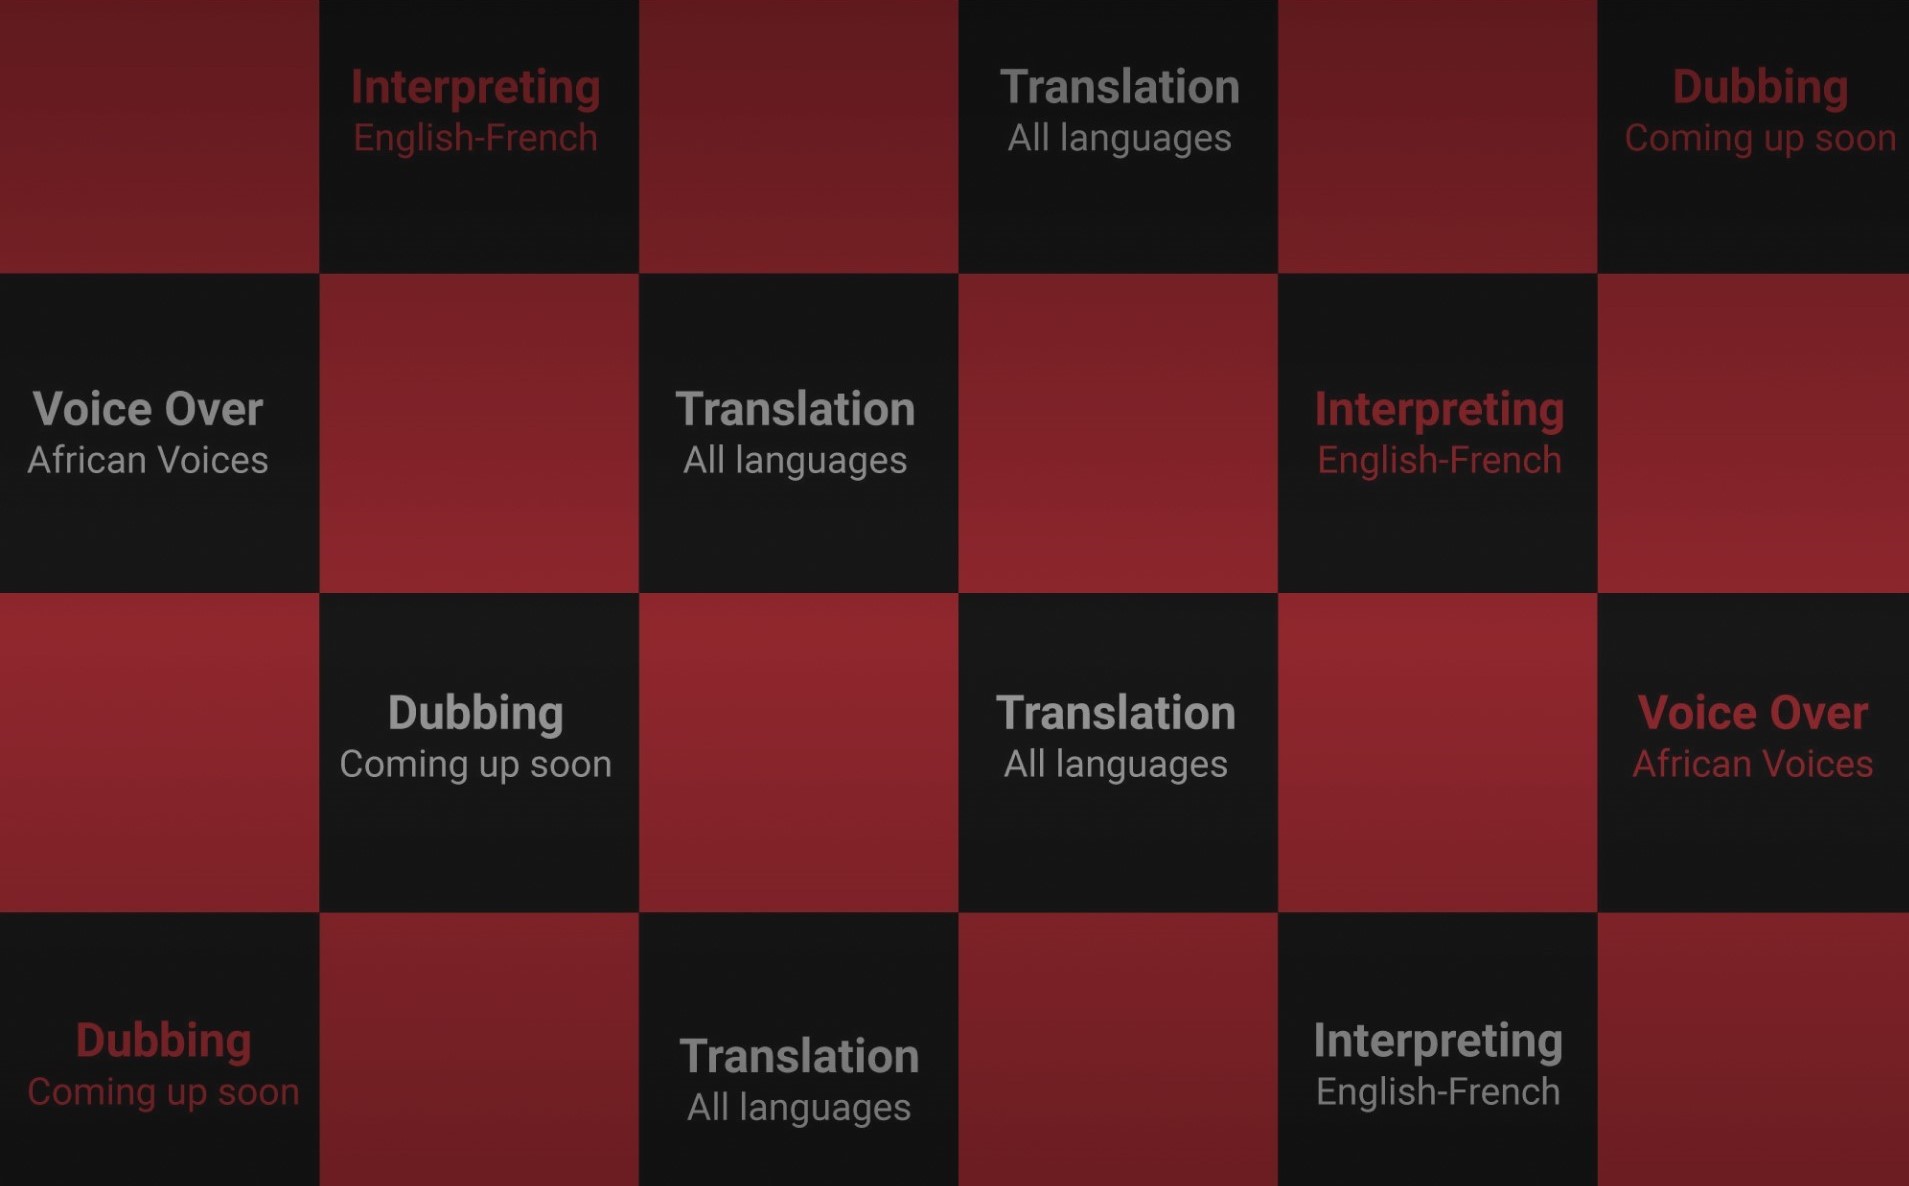 Interpreting
English-French
Translation
All languages
Dubbing
Coming up soon
Voice Over
African Voices
Translation
All languages
Interpreting
English-French
Dubbing
Coming up soon
Translation
All languages
Voice Over
African Voices
Dubbing
Coming up soon
Translation
All languages
Interpreting
English-French